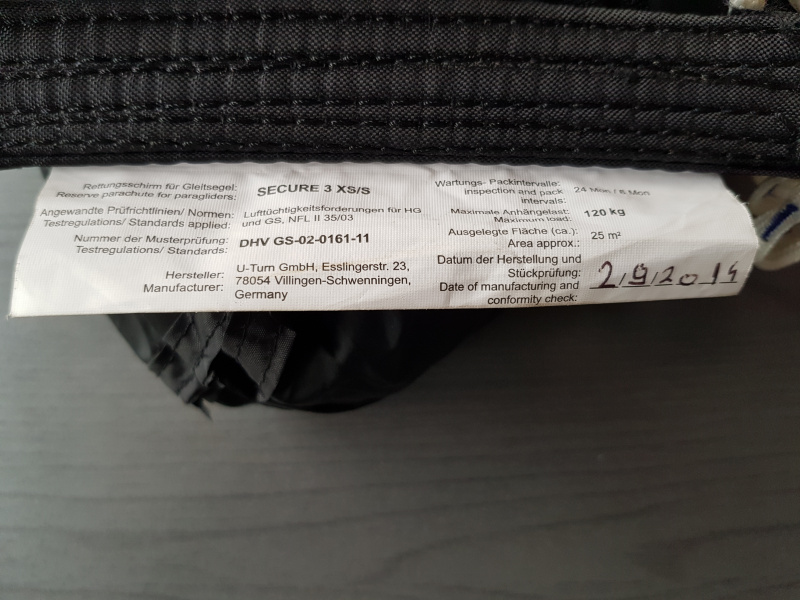 Rettungsschirm für Gleitsegel:
Reserve parachute for paragliders:
SECURE 3 XS/S
Angewandte Prüfrichtlinien/ Normen:
Testregulations/ Standards applied:
Lufttüchtigkeitsforderungen für HG
und GS, NFL II 35/03
Nummer der Musterprüfung:
Testregulations/ Standards:
DHV GS-02-0161-11
Hersteller:
Manufacturer:
U-Turn GmbH, Esslingerstr. 23,
78054 Villingen-Schwenningen,
Germany
Wartungs- Packintervalle:
inspection and pack
intervals:
24 Mon / 6 Mon
Maximale Anhängelast:
Maximum load:
120 kg
Ausgelegte Fläche (ca.):
Area approx.:
25 m²
Datum der Herstellung und
Stückprüfung:
Date of manufacturing and
conformity check:
2/9/2014